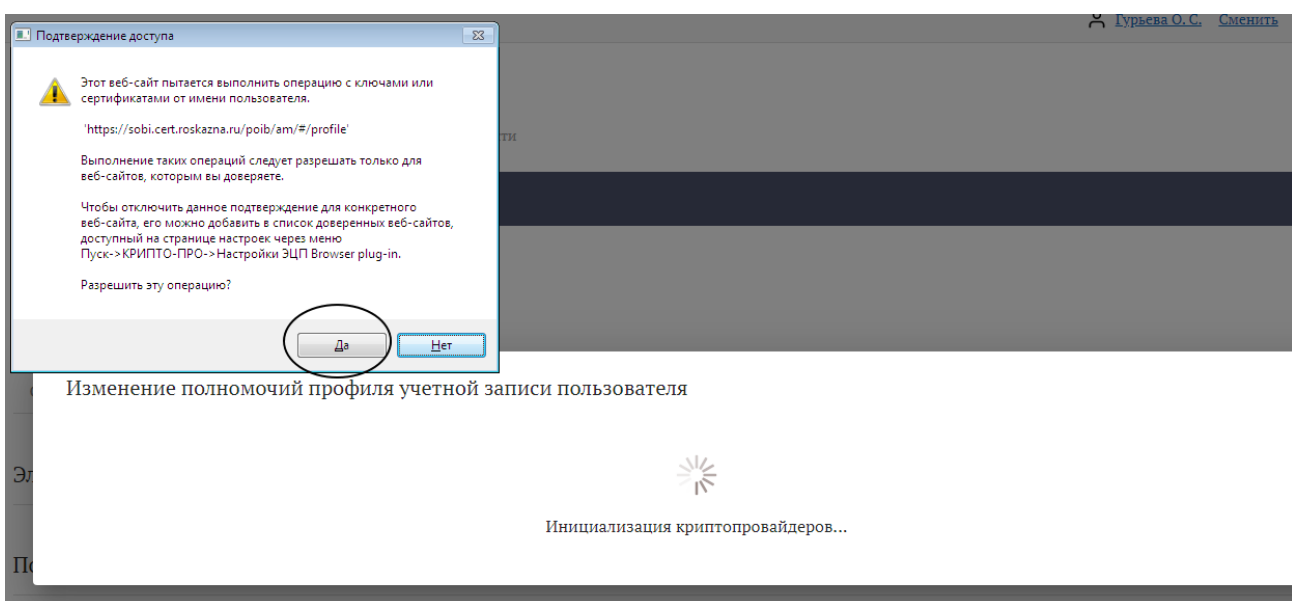 Гурьева О. С. Сменить
Подтверждение доступа
Этот веб-сайт пытается выполнить операцию с ключами или
сертификатами от имени пользователя.
'https://sobi.cert.roskazna.ru/poib/am/#/profile'
Выполнение таких операций следует разрешать только для
веб-сайтов, которым вы доверяете.
Чтобы отключить данное подтверждение для конкретного
веб-сайта, его можно добавить в список доверенных веб-сайтов,
доступный на странице настроек через меню
Пуск->КРИПТО-ПРО->Настройки ЭЦП Browser plug-in.
Разрешить эту операцию?
Да Нет
ти
Изменение полномочий профиля учетной записи пользователя
Эл
Инициализация криптопровайдеров...
По